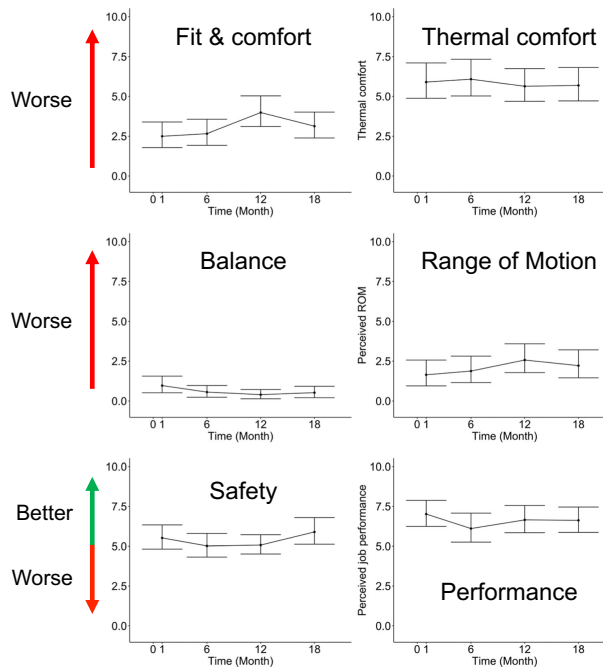 Worse
Fit & comfort
10.0
7.5
5.0
2.5
0.0
0 1 6 12 18
Time (Month)
Thermal comfort
Thermal comfort
10.0
7.5
5.0
2.5
0.0
0 1 6 12 18
Time (Month)
Worse
Balance
10.0
7.5
5.0
2.5
0.0
0 1 6 12 18
Time (Month)
Range of Motion
Perceived ROM
10.0
7.5
5.0
2.5
0.0
0 1 6 12 18
Time (Month)
Better
Worse
Safety
10.0
7.5
5.0
2.5
0.0
0 1 6 12 18
Time (Month)
Perceived job performance
10.0
7.5
5.0
2.5
0.0
Performance
0 1 6 12 18
Time (Month)